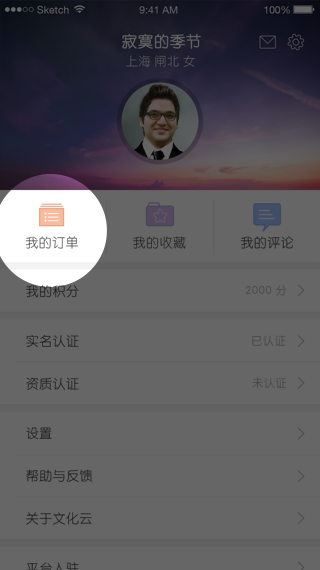 Sketch 9:41 AM 100%
寂寞的季节
上海 闸北 女
我的订单 我的收藏 我的评论
我的积分 2000 分
实名认证 已认证
资质认证 未认证
设置
帮助与反馈
关于文化云
平台入驻